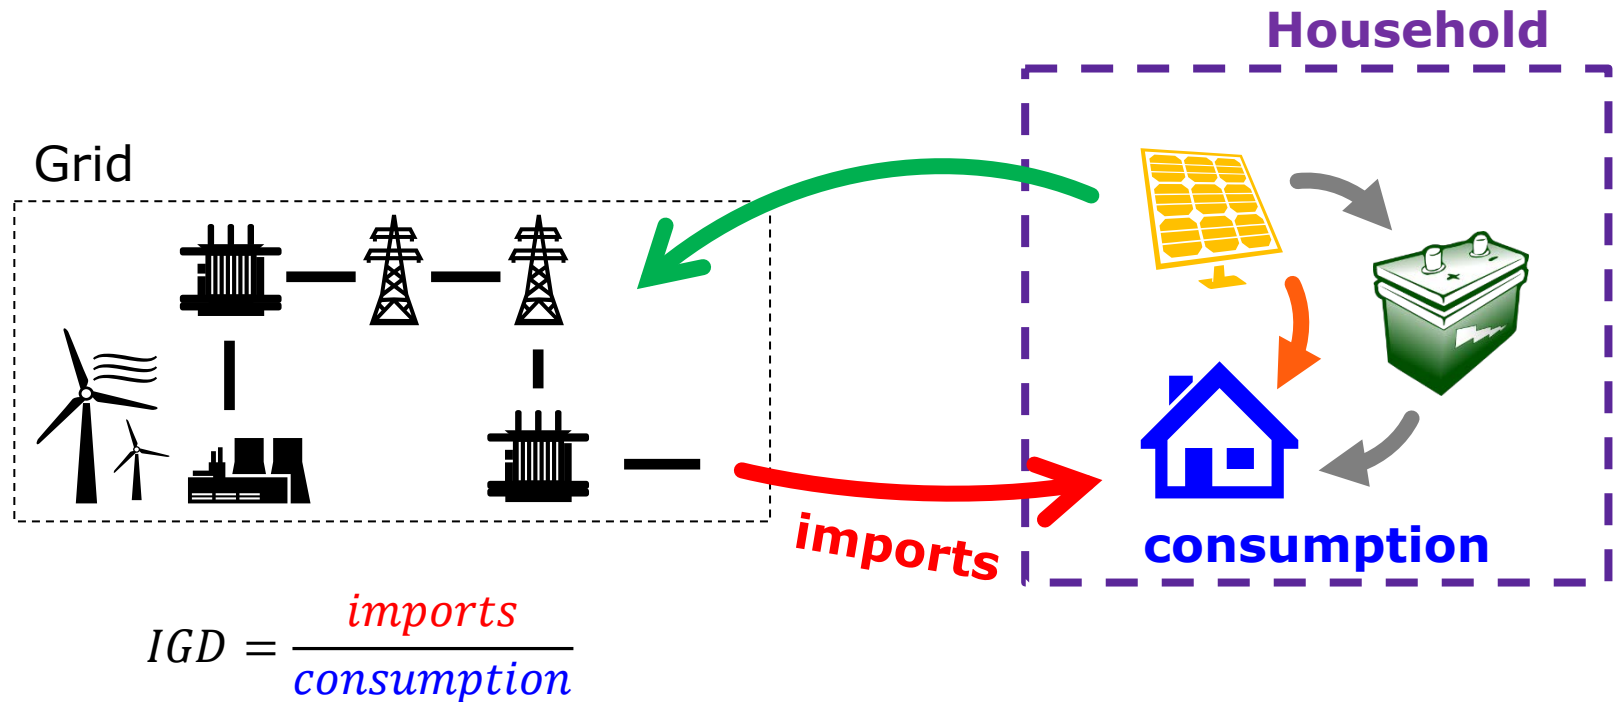 Household
Grid
imports
consumption
IGD = imports / consumption